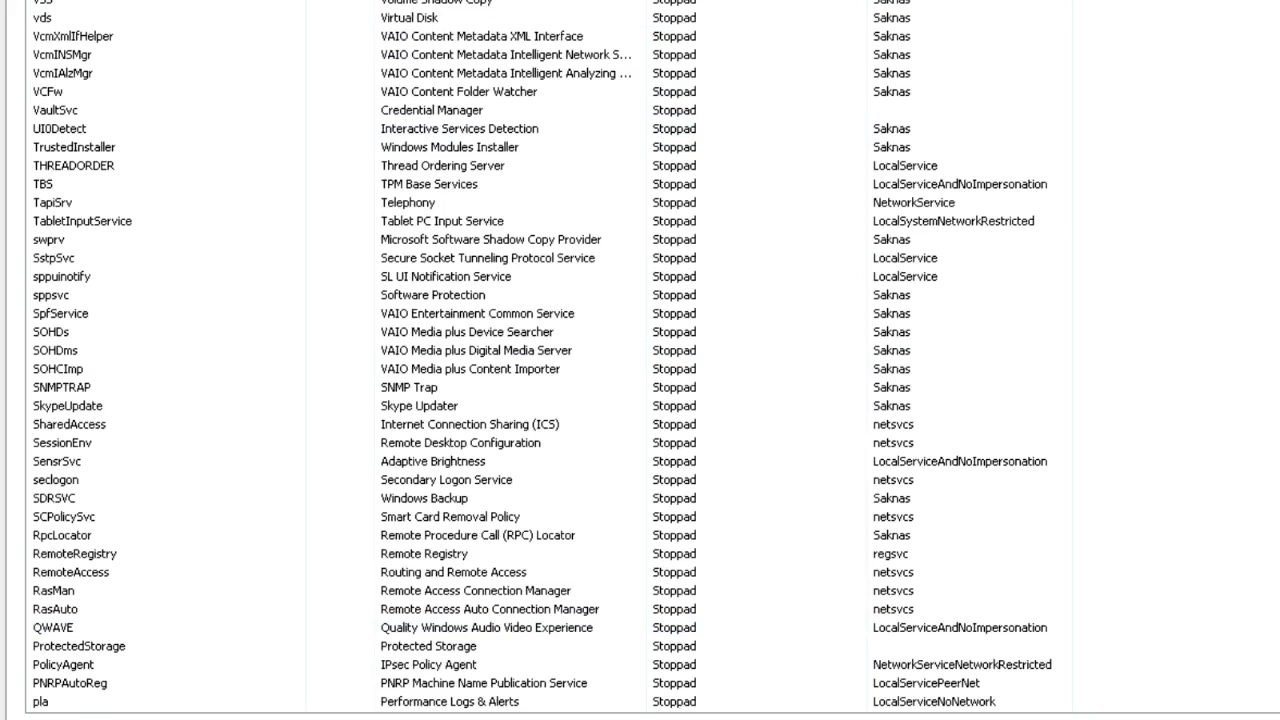 VSS Volume Shadow Copy Stoppad Saknas
vds Virtual Disk Stoppad Saknas
VcmXmlIfHelper VAIO Content Metadata XML Interface Stoppad Saknas
VcmINSMgr VAIO Content Metadata Intelligent Network S... Stoppad Saknas
VcmIAlzMgr VAIO Content Metadata Intelligent Analyzing ... Stoppad Saknas
VCFw VAIO Content Folder Watcher Stoppad Saknas
VaultSvc Credential Manager Stoppad
UI0Detect Interactive Services Detection Stoppad Saknas
TrustedInstaller Windows Modules Installer Stoppad Saknas
THREADORDER Thread Ordering Server Stoppad LocalService
TBS TPM Base Services Stoppad LocalServiceAndNoImpersonation
TapiSrv Telephony Stoppad NetworkService
TabletInputService Tablet PC Input Service Stoppad LocalSystemNetworkRestricted
swprv Microsoft Software Shadow Copy Provider Stoppad Saknas
SstpSvc Secure Socket Tunneling Protocol Service Stoppad LocalService
sppuinotify SL UI Notification Service Stoppad LocalService
sppsvc Software Protection Stoppad Saknas
SpfService VAIO Entertainment Common Service Stoppad Saknas
SOHDs VAIO Media plus Device Searcher Stoppad Saknas
SOHDms VAIO Media plus Digital Media Server Stoppad Saknas
SOHCImp VAIO Media plus Content Importer Stoppad Saknas
SNMPTRAP SNMP Trap Stoppad Saknas
SkypeUpdate Skype Updater Stoppad Saknas
SharedAccess Internet Connection Sharing (ICS) Stoppad netsvcs
SessionEnv Remote Desktop Configuration Stoppad netsvcs
SensrSvc Adaptive Brightness Stoppad LocalServiceAndNoImpersonation
seclogon Secondary Logon Service Stoppad netsvcs
SDRSVC Windows Backup Stoppad Saknas
SCPolicySvc Smart Card Removal Policy Stoppad netsvcs
RpcLocator Remote Procedure Call (RPC) Locator Stoppad Saknas
RemoteRegistry Remote Registry Stoppad regsvc
RemoteAccess Routing and Remote Access Stoppad netsvcs
RasMan Remote Access Connection Manager Stoppad netsvcs
RasAuto Remote Access Auto Connection Manager Stoppad netsvcs
QWAVE Quality Windows Audio Video Experience Stoppad LocalServiceAndNoImpersonation
ProtectedStorage Protected Storage Stoppad
PolicyAgent IPsec Policy Agent Stoppad NetworkServiceNetworkRestricted
PNRPAutoReg PNRP Machine Name Publication Service Stoppad LocalServicePeerNet
pla Performance Logs & Alerts Stoppad LocalServiceNoNetwork